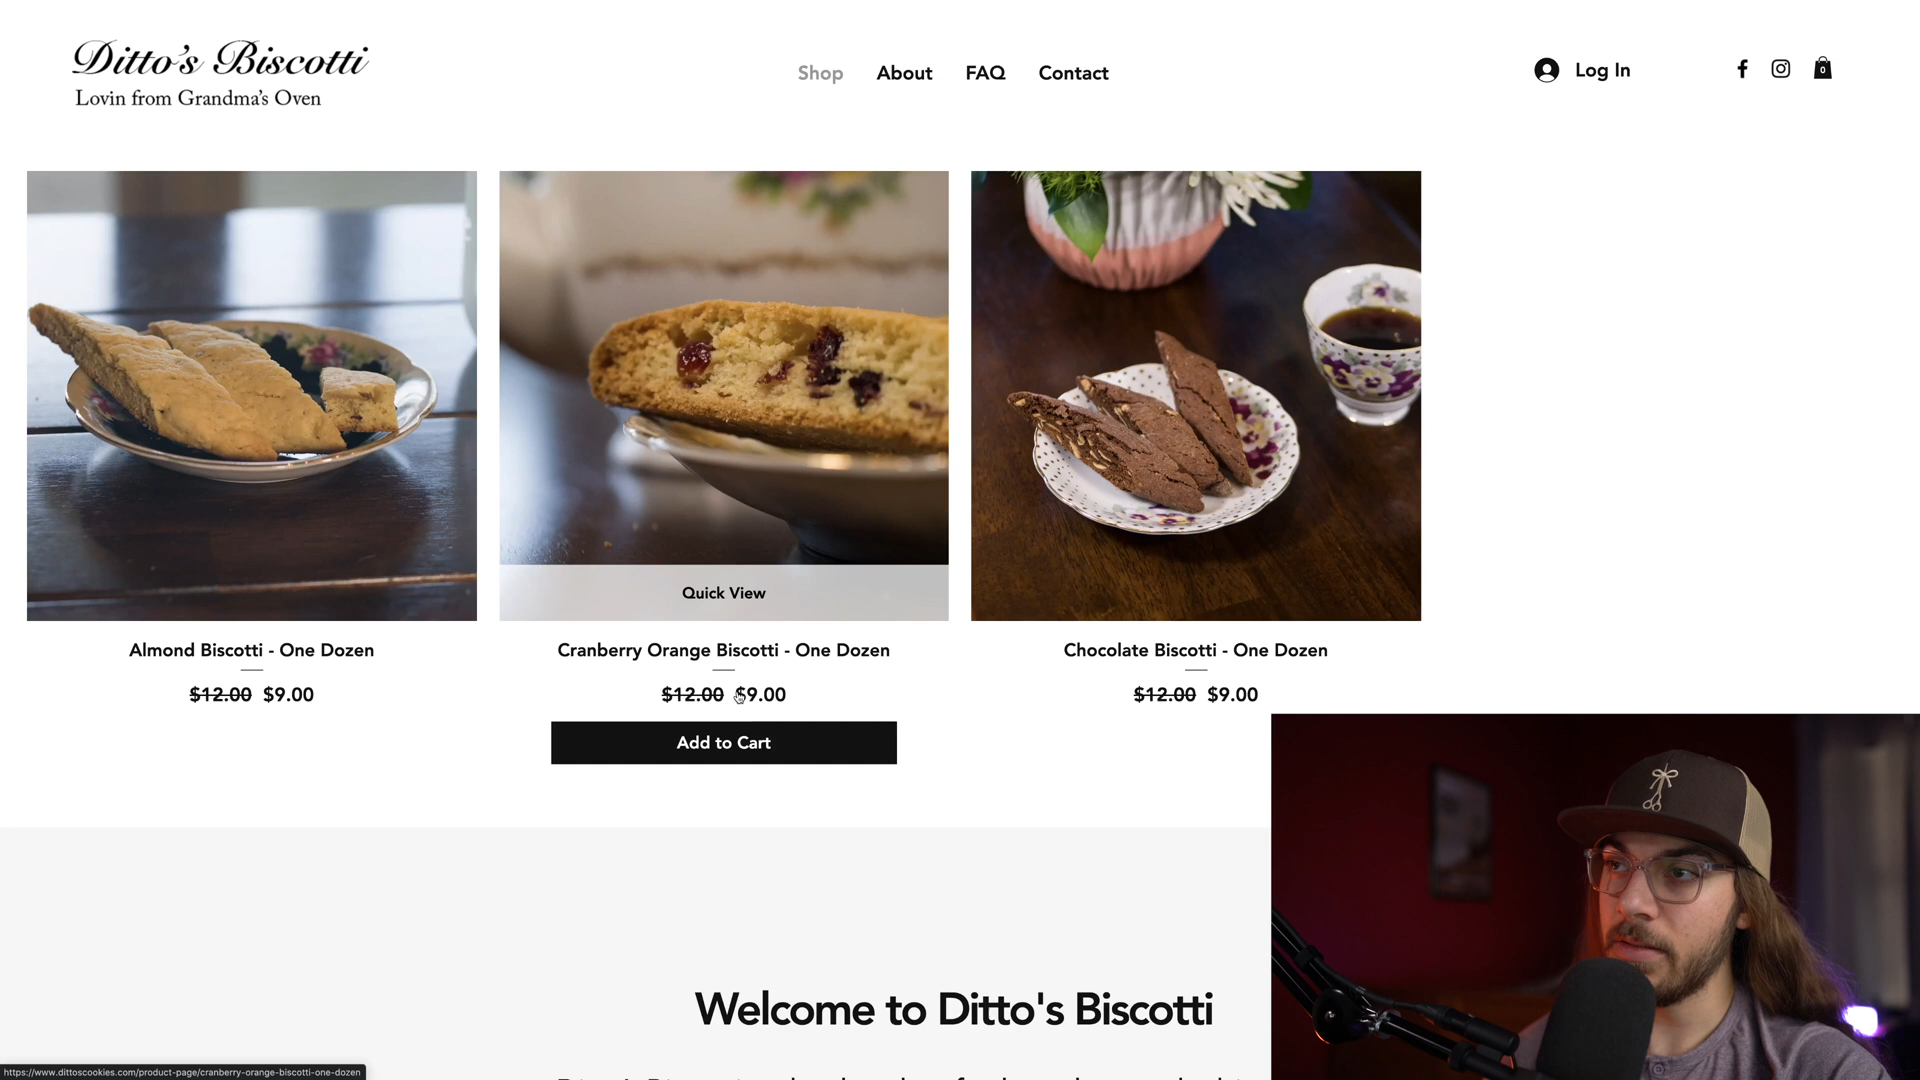 Ditto's Biscotti
Lovin from Grandma's Oven
Shop
About
FAQ
Contact
Log In
0
Quick View
Almond Biscotti - One Dozen
$12.00 $9.00
Cranberry Orange Biscotti - One Dozen
$12.00 $9.00
Add to Cart
Chocolate Biscotti - One Dozen
$12.00 $9.00
Welcome to Ditto's Biscotti
https://www.dittoscookies.com/product-page/cranberry-orange-biscotti-one-dozen